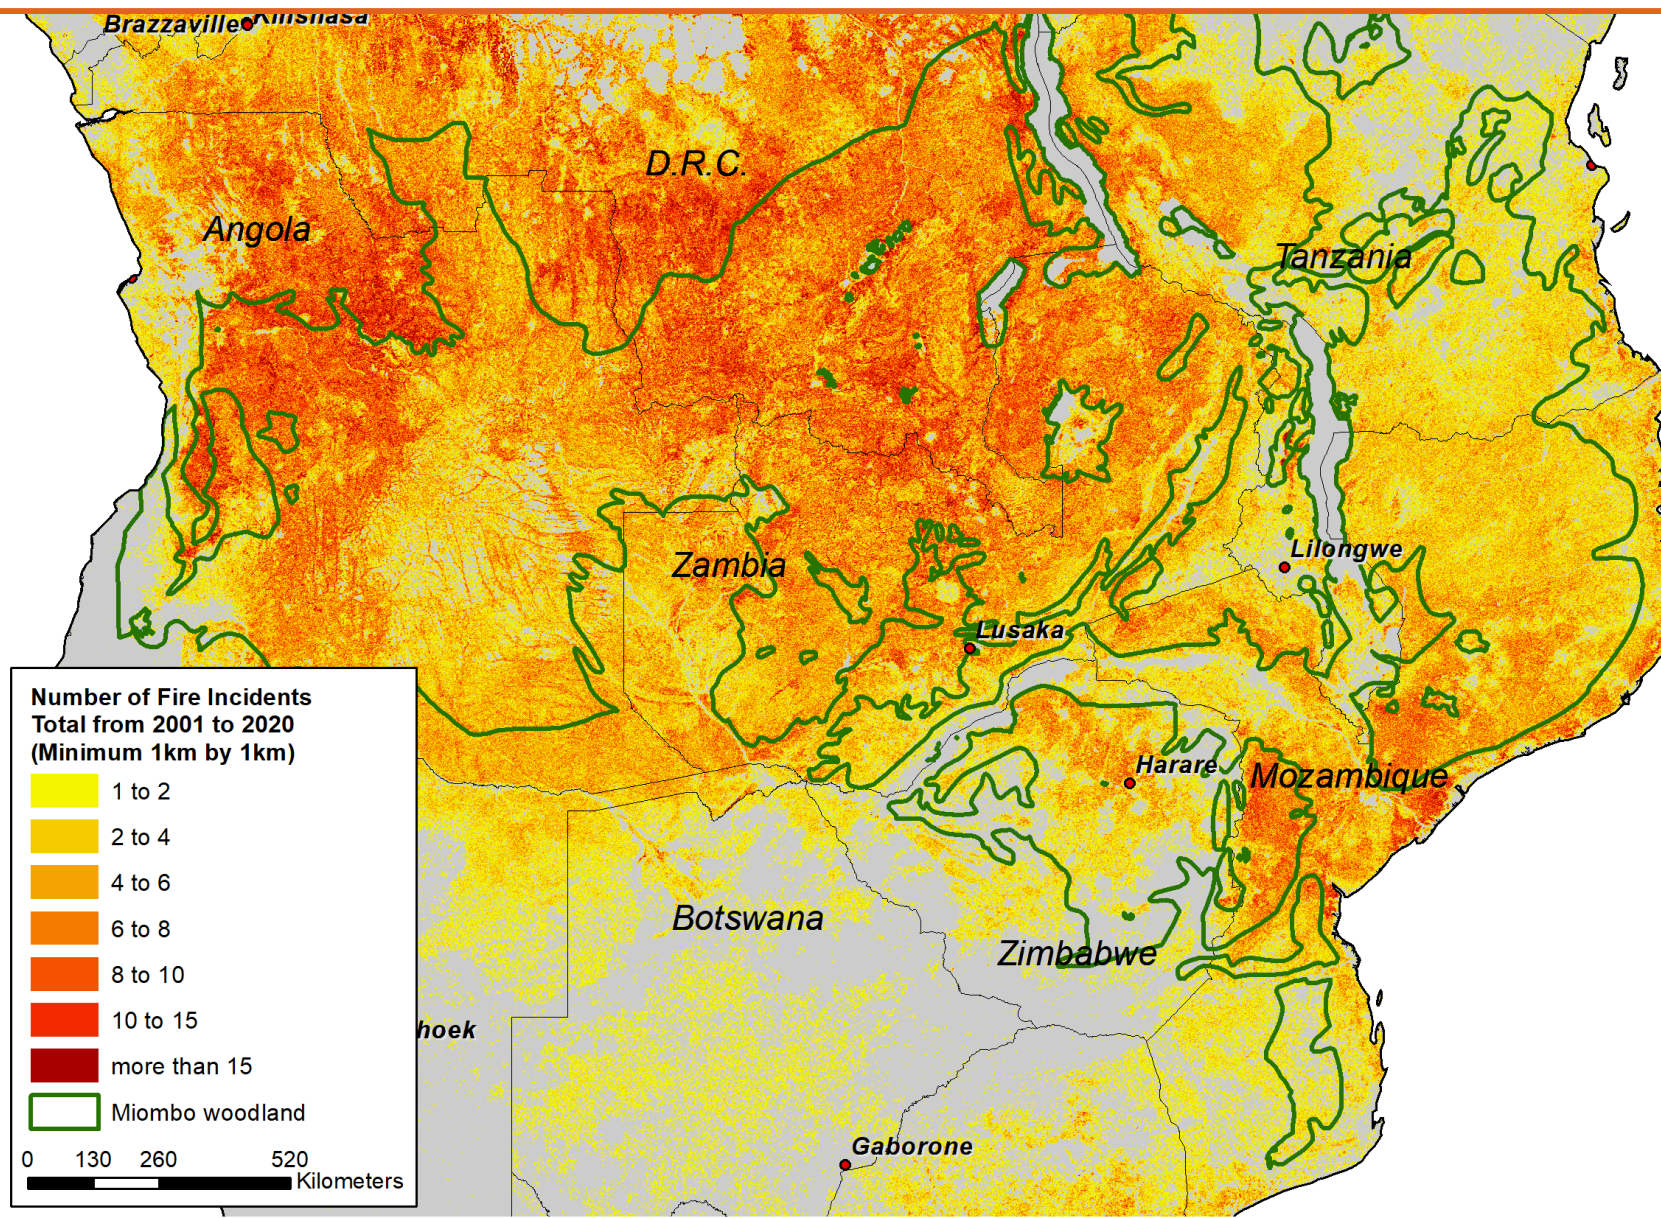 Brazzaville
Kinshasa
D.R.C.
Angola
Tanzania
Lilongwe
Zambia
Lusaka
Harare
Mozambique
Botswana
Zimbabwe
hoek
Gaborone
Number of Fire Incidents
Total from 2001 to 2020
(Minimum 1km by 1km)
1 to 2
2 to 4
4 to 6
6 to 8
8 to 10
10 to 15
more than 15
Miombo woodland
0 130 260 520
Kilometers